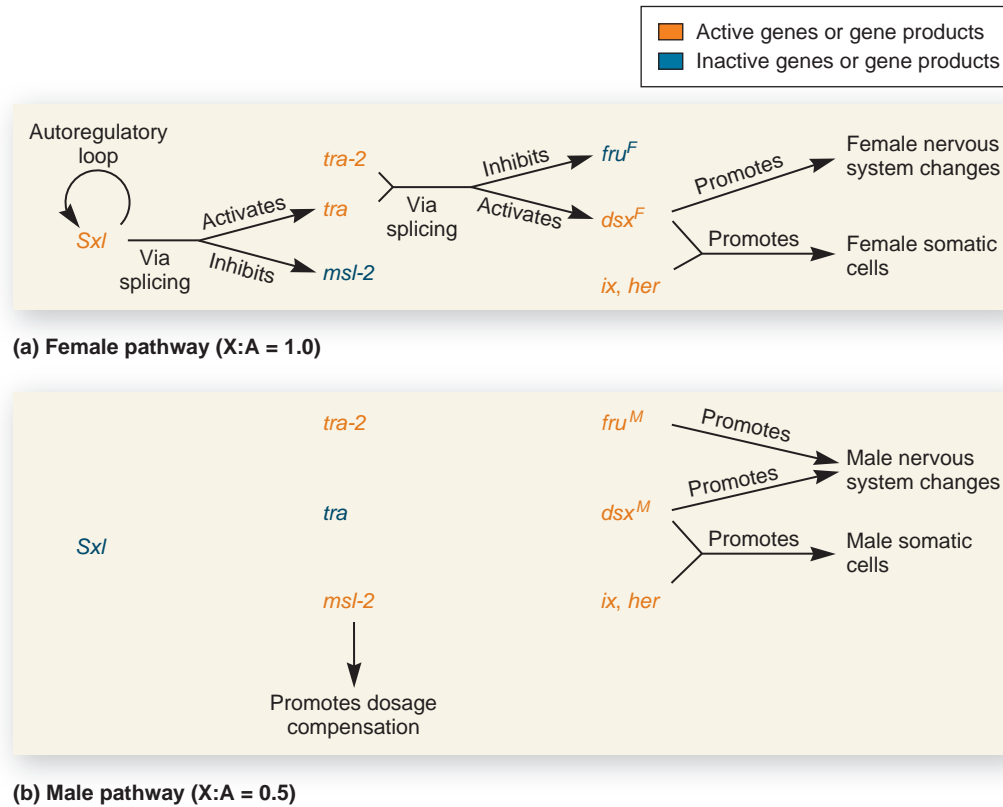 Active genes or gene products
Inactive genes or gene products
Autoregulatory
loop
Sxl
Via
splicing
Activates
Inhibits
tra-2
tra
msl-2
Via
splicing
Inhibits
Activates
fruF
dsxF
ix, her
Promotes
Promotes
Female nervous
system changes
Female somatic
cells
(a) Female pathway (X:A = 1.0)
Sxl
tra-2
tra
msl-2
Promotes dosage
compensation
fruM
dsxM
ix, her
Promotes
Promotes
Promotes
Male nervous
system changes
Male somatic
cells
(b) Male pathway (X:A = 0.5)